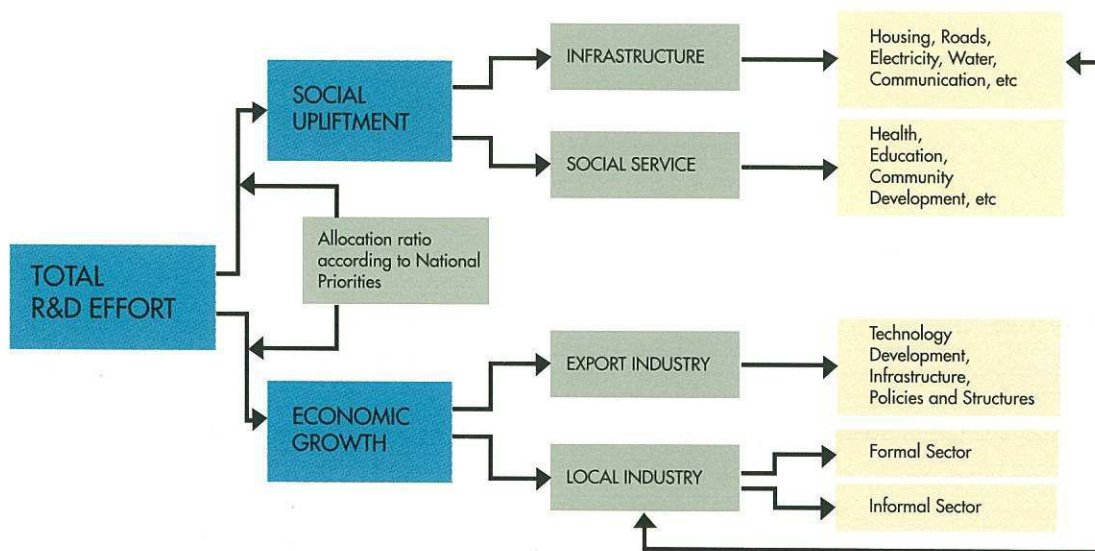 TOTAL
R&D EFFORT
SOCIAL
UPLIFTMENT
Allocation ratio
according to National
Priorities
ECONOMIC
GROWTH
INFRASTRUCTURE
SOCIAL SERVICE
EXPORT INDUSTRY
LOCAL INDUSTRY
Housing, Roads,
Electricity, Water,
Communication, etc
Health,
Education,
Community
Development, etc
Technology
Development,
Infrastructure,
Policies and Structures
Formal Sector
Informal Sector